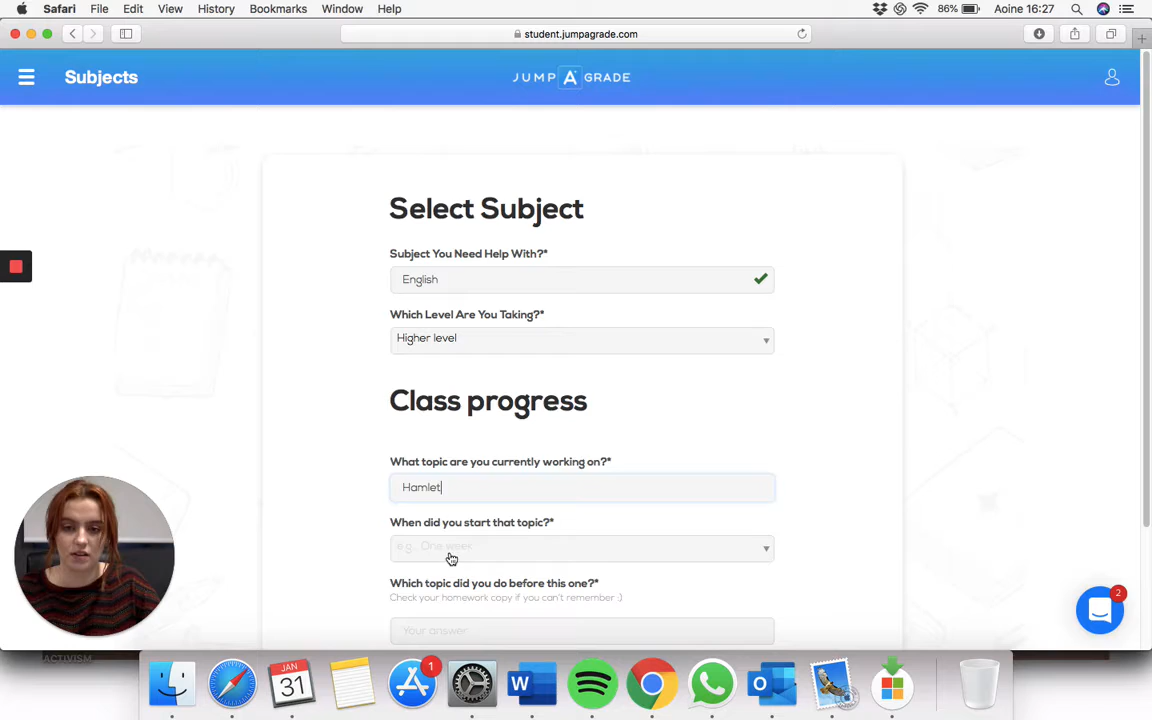 Safari File Edit View History Bookmarks Window Help 86% Aoine 16:27
student.jumpagrade.com
Subjects
JUMP A GRADE
Select Subject
Subject You Need Help With?*
English
Which Level Are You Taking?*
Higher level
Class progress
What topic are you currently working on?*
Hamlet
When did you start that topic?*
e.g., One week
Which topic did you do before this one?*
Check your homework copy if you can't remember :)
Your answer
2
ACTIVISM
JAN
31
1
W
O